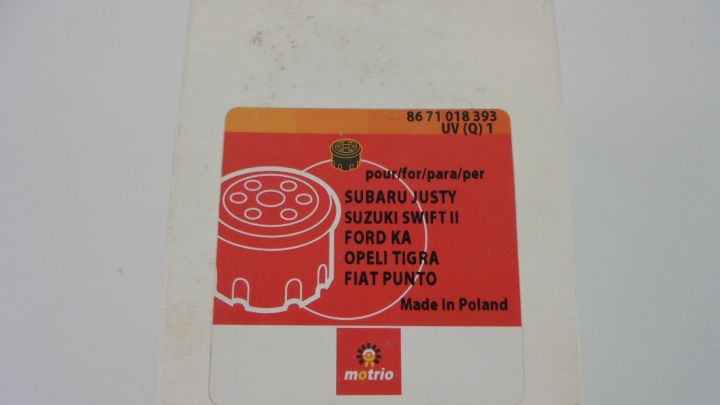 86 71 018 393
UV (Q) 1
pour/for/para/per
SUBARU JUSTY
SUZUKI SWIFT II
FORD KA
OPELI TIGRA
FIAT PUNTO
Made in Poland
motrio